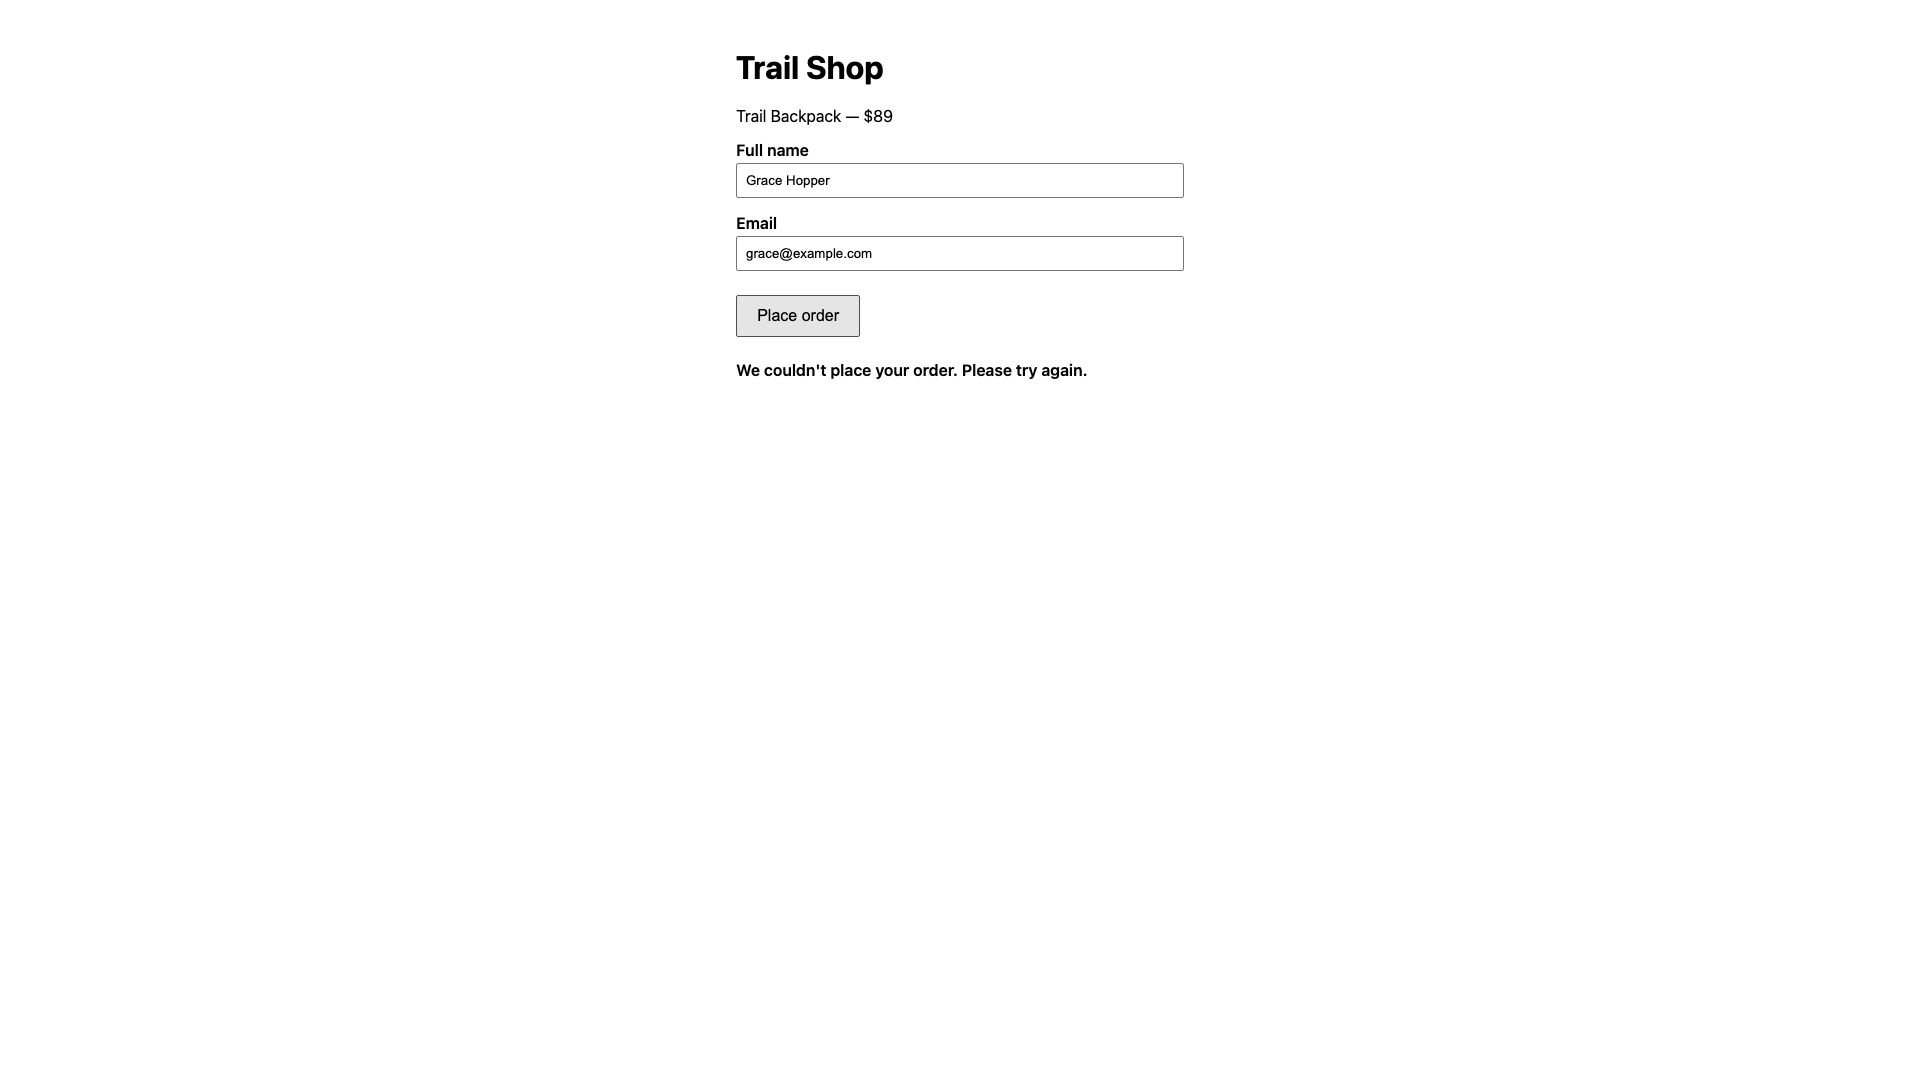 Trail Shop
Trail Backpack — $89
Full name
Grace Hopper
Email
grace@example.com
Place order
We couldn't place your order. Please try again.